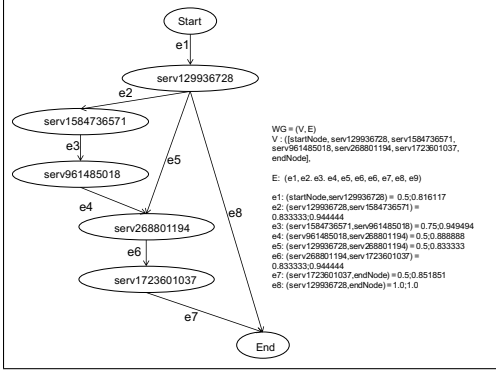 Start
e1
serv129936728
e2
serv1584736571
e3
e5
serv961485018
e4
e8
serv268801194
e6
serv1723601037
e7
End
WG = (V, E)
V : ([startNode, serv129936728, serv1584736571,
serv961485018, serv268801194, serv1723601037,
endNode],
E: (e1, e2. e3. e4, e5, e6, e6, e7, e8, e9)
e1: (startNode,serv129936728) = 0.5;0.816117
e2: (serv129936728,serv1584736571) =
0.833333;0.944444
e3: (serv1584736571,serv961485018) = 0.75;0.949494
e4: (serv961485018,serv268801194) = 0.5;0.888888
e5: (serv129936728,serv268801194) = 0.5;0.833333
e6: (serv268801194,serv1723601037) =
0.833333;0.944444
e7: (serv1723601037,endNode) = 0.5;0.851851
e8: (serv129936728,endNode) = 1.0;1.0